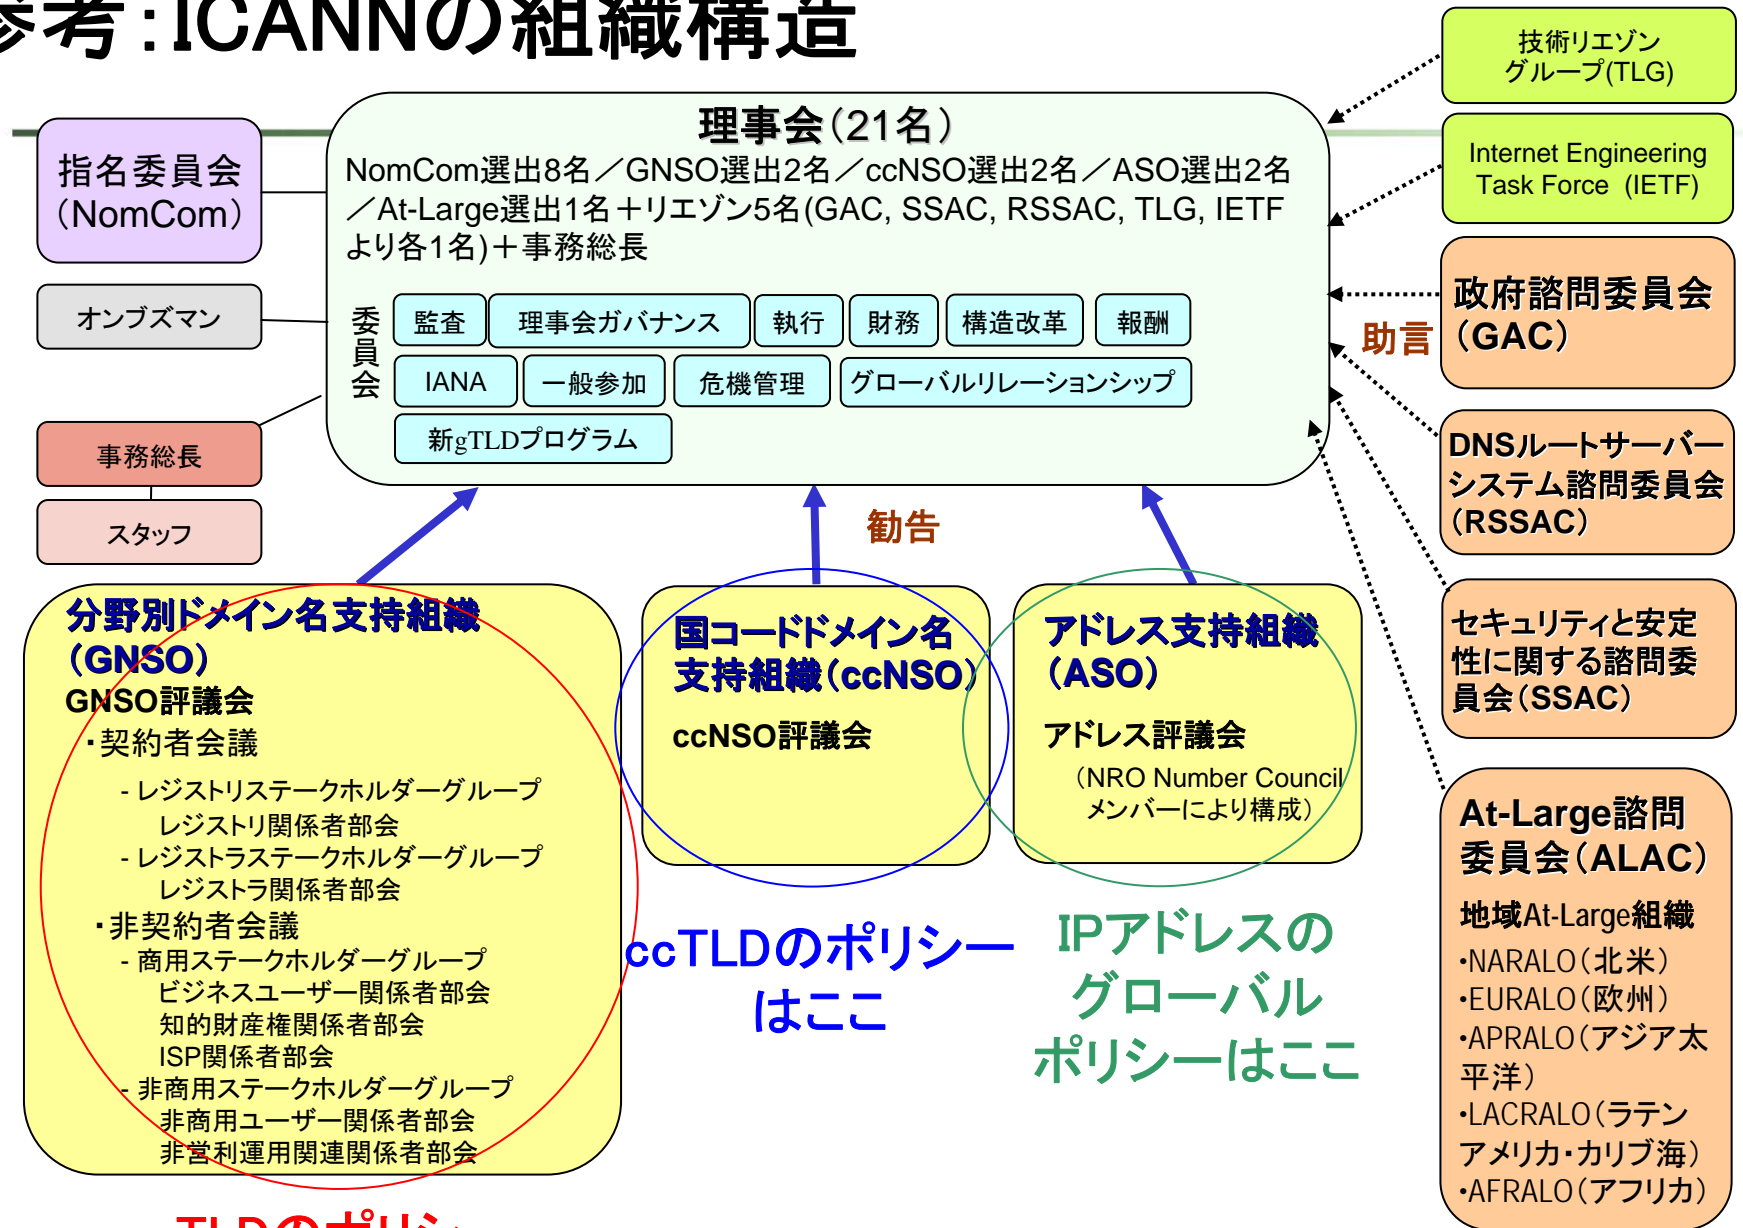 参考：ICANNの組織構造
技術リエゾン
グループ(TLG)
Internet Engineering
Task Force (IETF)
指名委員会
（NomCom）
理事会（21名）
NomCom選出8名／GNSO選出2名／ccNSO選出2名／ASO選出2名
／At-Large選出1名＋リエゾン5名(GAC, SSAC, RSSAC, TLG, IETF
より各1名)＋事務総長
オンブズマン
委員会
監査
理事会ガバナンス
執行
財務
構造改革
報酬
IANA
一般参加
危機管理
グローバルリレーションシップ
新gTLDプログラム
助言
政府諮問委員会
（GAC）
事務総長
スタッフ
DNSルートサーバー
システム諮問委員会
（RSSAC）
勧告
セキュリティと安定
性に関する諮問委
員会（SSAC）
分野別ドメイン名支持組織
（GNSO）
GNSO評議会
・契約者会議
- レジストリステークホルダーグループ
レジストリ関係者部会
- レジストラステークホルダーグループ
レジストラ関係者部会
・非契約者会議
- 商用ステークホルダーグループ
ビジネスユーザー関係者部会
知的財産権関係者部会
ISP関係者部会
- 非商用ステークホルダーグループ
非商用ユーザー関係者部会
非営利運用関連関係者部会
国コードドメイン名
支持組織（ccNSO）
ccNSO評議会
アドレス支持組織
（ASO）
アドレス評議会
（NRO Number Council
メンバーにより構成）
ccTLDのポリシー
はここ
IPアドレスの
グローバル
ポリシーはここ
At-Large諮問
委員会（ALAC）
地域At-Large組織
・NARALO（北米）
・EURALO（欧州）
・APRALO（アジア太
平洋）
・LACRALO（ラテン
アメリカ・カリブ海）
・AFRALO（アフリカ）
TLDのポリシ